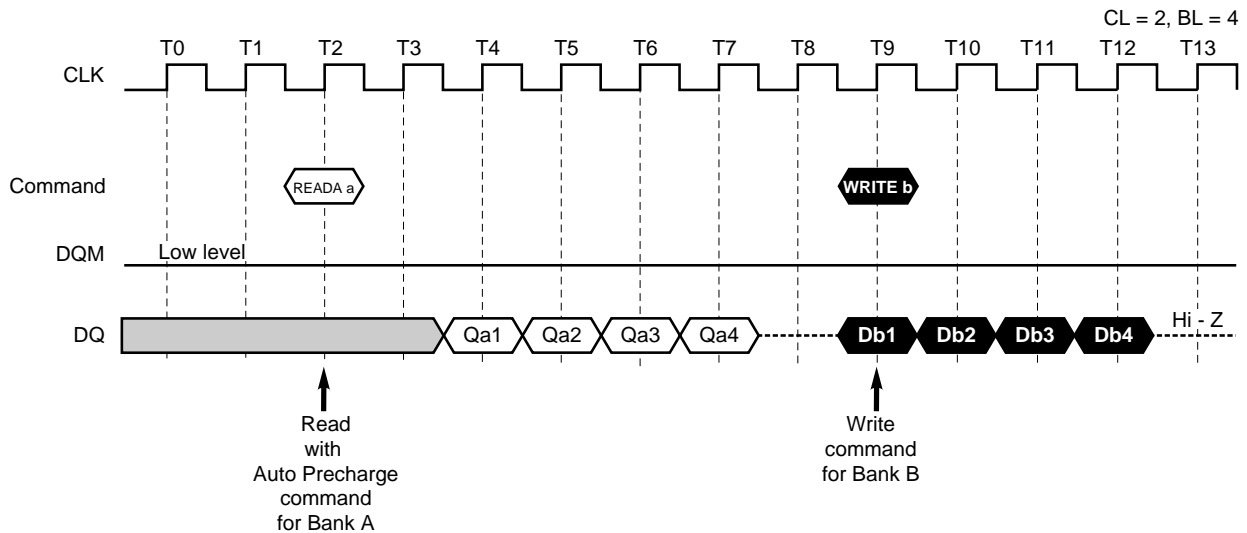 CL = 2, BL = 4
T0 T1 T2 T3 T4 T5 T6 T7 T8 T9 T10 T11 T12 T13
CLK
Command READA a WRITE b
DQM Low level
DQ Qa1 Qa2 Qa3 Qa4 Db1 Db2 Db3 Db4 Hi - Z
Read
with
Auto Precharge
command
for Bank A
Write
command
for Bank B